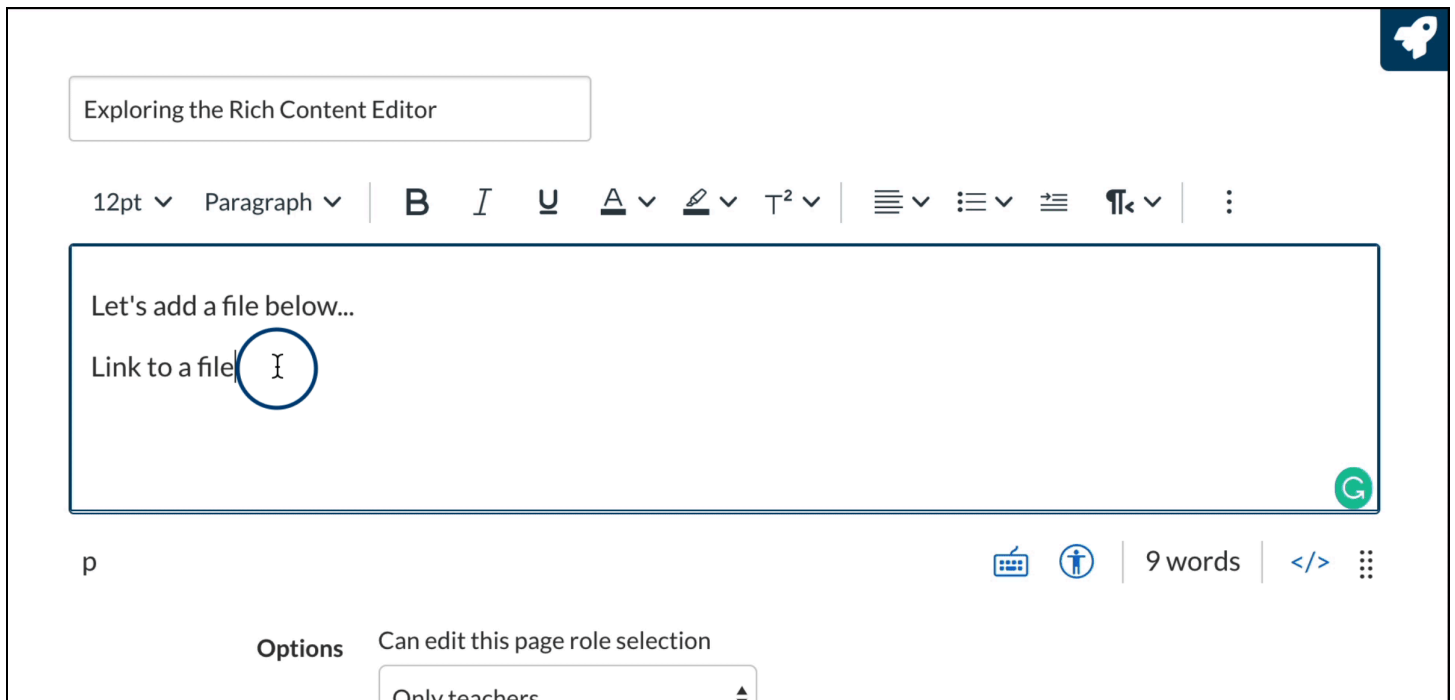 Exploring the Rich Content Editor
12pt Paragraph B I U A T²
Let's add a file below...
Link to a file
p 9 words </>
Options Can edit this page role selection
Only teachers